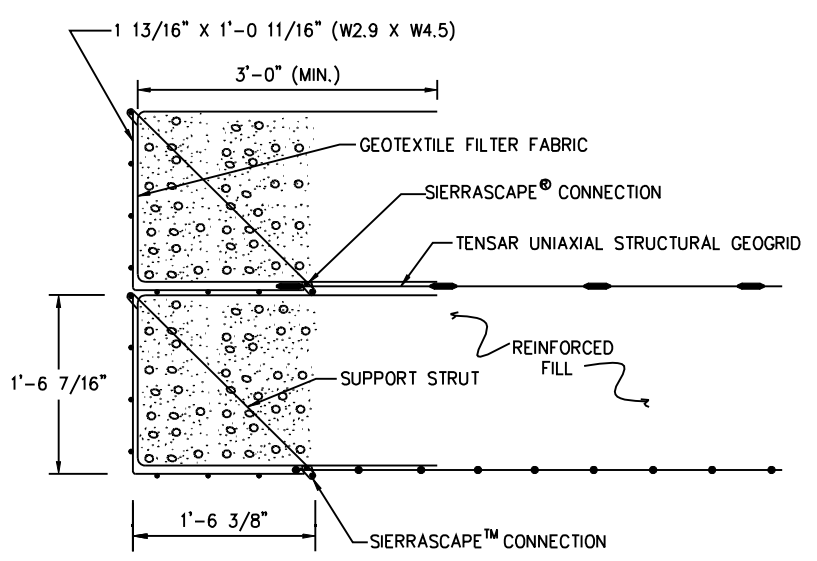 1 13/16" X 1'-0 11/16" (W2.9 X W4.5)
3'-0" (MIN.)
GEOTEXTILE FILTER FABRIC
SIERRASCAPE® CONNECTION
TENSAR UNIAXIAL STRUCTURAL GEOGRID
REINFORCED
FILL
1'-6 7/16"
SUPPORT STRUT
1'-6 3/8"
SIERRASCAPE™ CONNECTION